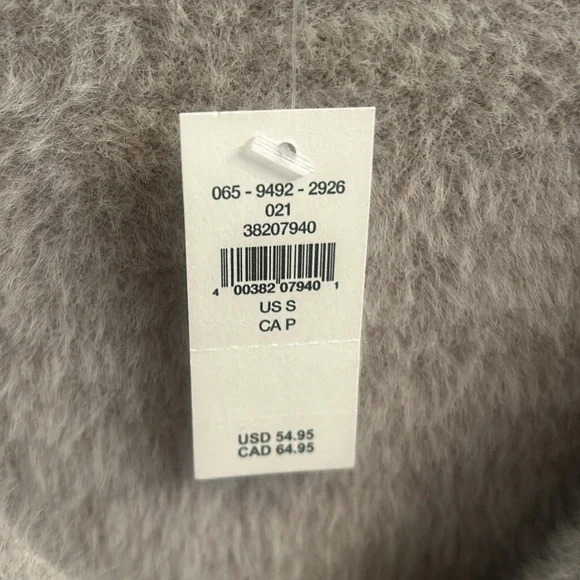 065 - 9492 - 2926
021
38207940
4 00382 07940 1
US S
CA P
USD 54.95
CAD 64.95